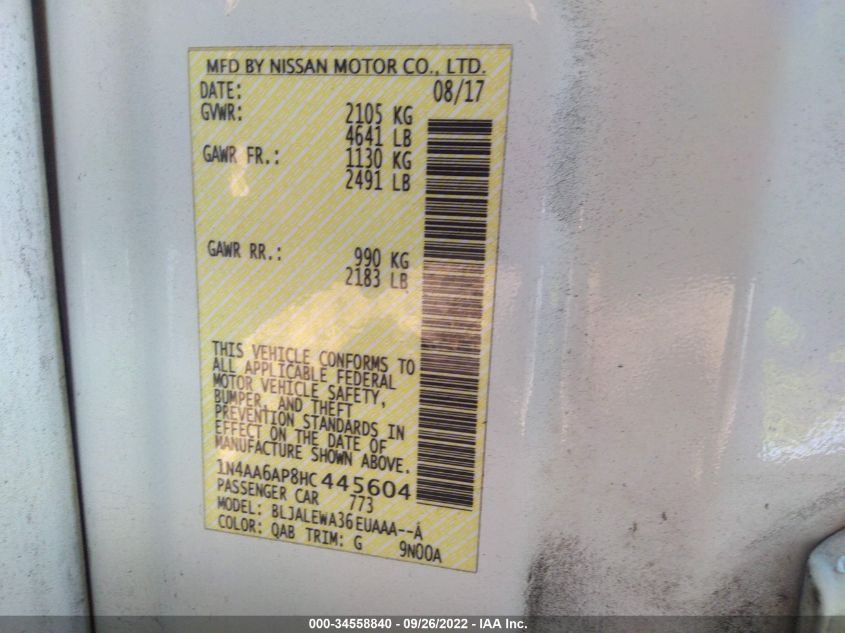 MFD BY NISSAN MOTOR CO., LTD.
DATE: 08/17
GVWR: 2105 KG
4641 LB
GAWR FR.: 1130 KG
2491 LB
GAWR RR.: 990 KG
2183 LB
THIS VEHICLE CONFORMS TO
ALL APPLICABLE FEDERAL
MOTOR VEHICLE SAFETY,
BUMPER, AND THEFT
PREVENTION STANDARDS IN
EFFECT ON THE DATE OF
MANUFACTURE SHOWN ABOVE.
1N4AA6AP8HC445604
PASSENGER CAR 773
MODEL: BLJALEWA36EUAAA--A
COLOR: QAB TRIM: G 9N00A
000-34558840 - 09/26/2022 - IAA Inc.